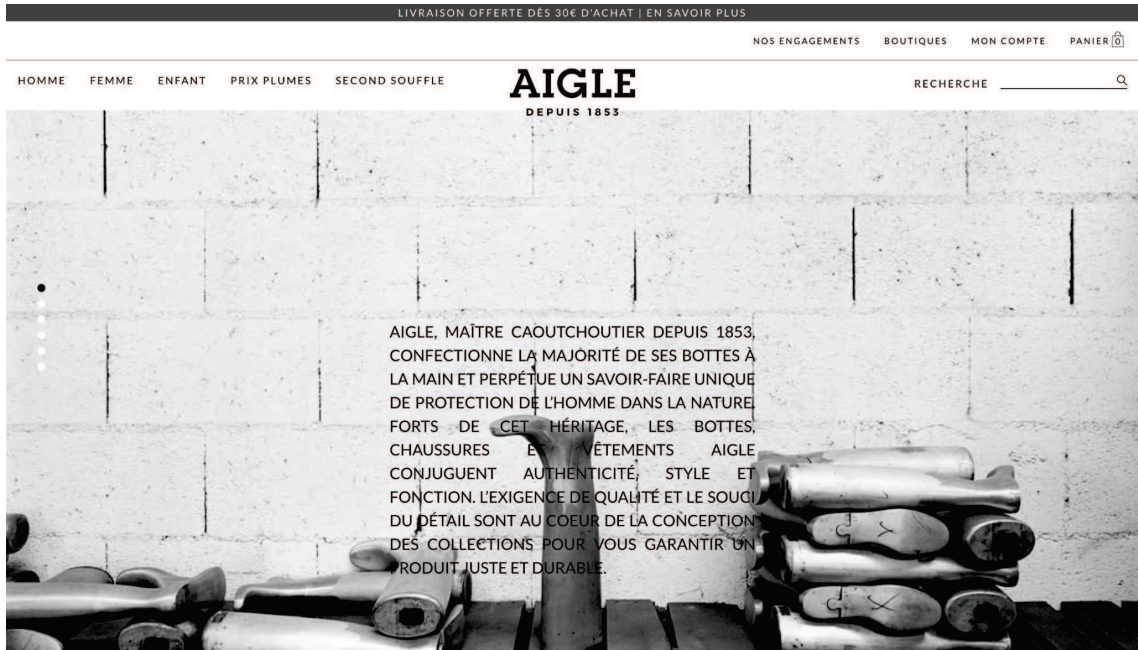 LIVRAISON OFFERTE DÈS 30€ D'ACHAT | EN SAVOIR PLUS
NOS ENGAGEMENTS BOUTIQUES MON COMPTE PANIER 0
HOMME FEMME ENFANT PRIX PLUMES SECOND SOUFFLE
AIGLE
DEPUIS 1853
RECHERCHE
AIGLE, MAÎTRE CAOUTCHOUTIER DEPUIS 1853,
CONFECTIONNE LA MAJORITÉ DE SES BOTTES À
LA MAIN ET PERPÉTUE UN SAVOIR-FAIRE UNIQUE
DE PROTECTION DE L'HOMME DANS LA NATURE.
FORTS DE CET HÉRITAGE, LES BOTTES,
CHAUSSURES ET VÊTEMENTS AIGLE
CONJUGUENT AUTHENTICITÉ, STYLE ET
FONCTION. L'EXIGENCE DE QUALITÉ ET LE SOUCI
DU DÉTAIL SONT AU COEUR DE LA CONCEPTION
DES COLLECTIONS POUR VOUS GARANTIR UN
PRODUIT JUSTE ET DURABLE.